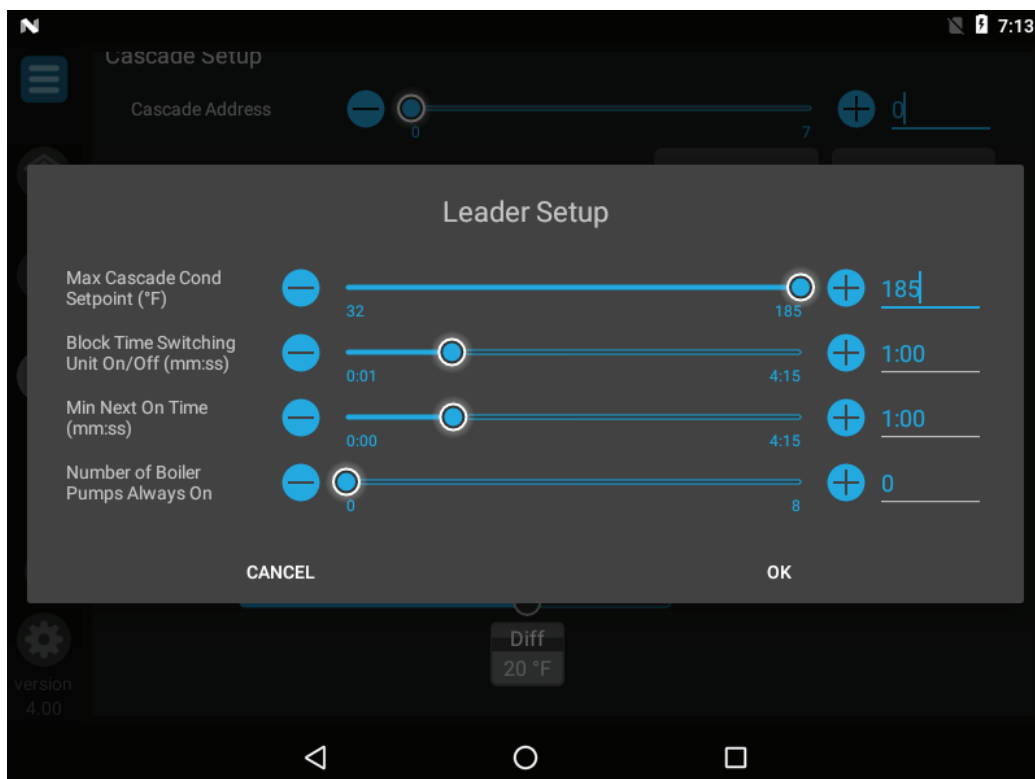 7:13
Cascade Setup
Cascade Address
0
7
0
Leader Setup
Max Cascade Cond
Setpoint (°F)
32
185
185
Block Time Switching
Unit On/Off (mm:ss)
0:01
4:15
1:00
Min Next On Time
(mm:ss)
0:00
4:15
1:00
Number of Boiler
Pumps Always On
0
8
0
CANCEL
OK
Diff
20 °F
version
4.00